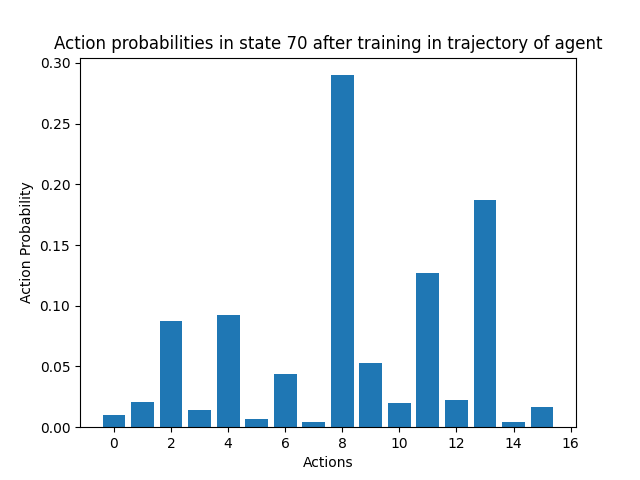 Action probabilities in state 70 after training in trajectory of agent
0.30
0.25
0.20
0.15
0.10
0.05
0.00
Action Probability
0 2 4 6 8 10 12 14 16
Actions